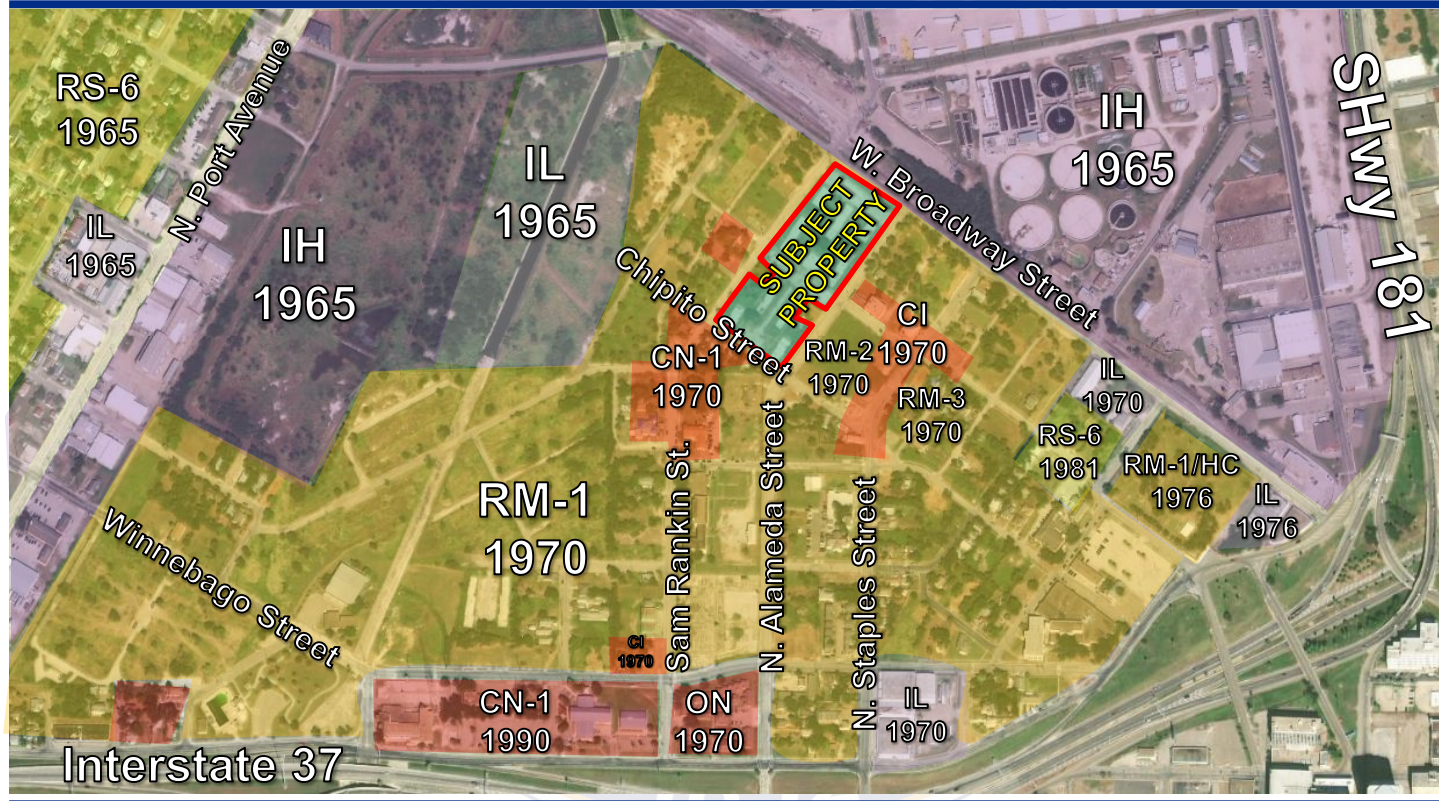 RS-6
1965
N. Port Avemiue
IL
1965
IH
1965
IL
1965
IH
1965
SHwy 181
W. Broadway Street
SUBJECT
PROPERTY
Chipito Street
CN-1
1970
CI
1970
RM-2
1970
RM-3
1970
IL
1970
RS-6
1981
RM-1/HC
1976
IL
1976
RM-1
1970
Winnebago Street
Sam Rankin St.
N. Alameda Street
N. Staples Street
CI
1970
CN-1
1990
ON
1970
IL
1970
Interstate 37